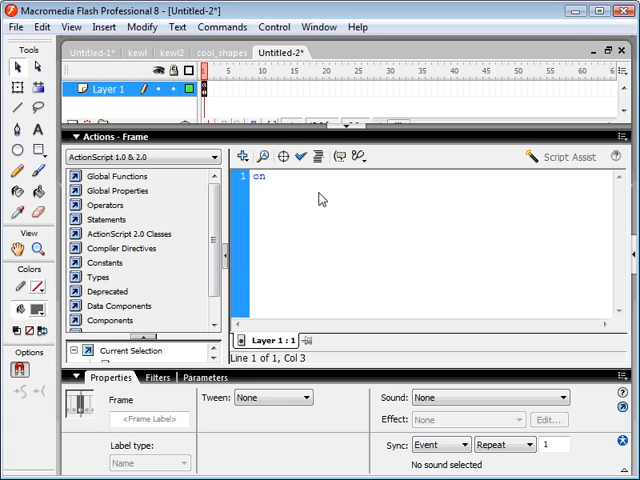 Macromedia Flash Professional 8 - [Untitled-2*]
File Edit View Insert Modify Text Commands Control Window Help
Tools
Untitled-1* kewl kewl2 cool_shapes Untitled-2*
1 5 10 15 20 25 30 35 40 45 50 55 60 6
Layer 1
Actions - Frame
ActionScript 1.0 & 2.0
Script Assist
Global Functions
Global Properties
Operators
Statements
ActionScript 2.0 Classes
Compiler Directives
Constants
Types
Deprecated
Data Components
Components
1 on
View
Colors
Options
Current Selection
Layer 1 : 1
Line 1 of 1, Col 3
Properties Filters Parameters
Frame
<Frame Label>
Label type:
Name
Tween: None
Sound: None
Effect: None Edit...
Sync: Event Repeat 1
No sound selected